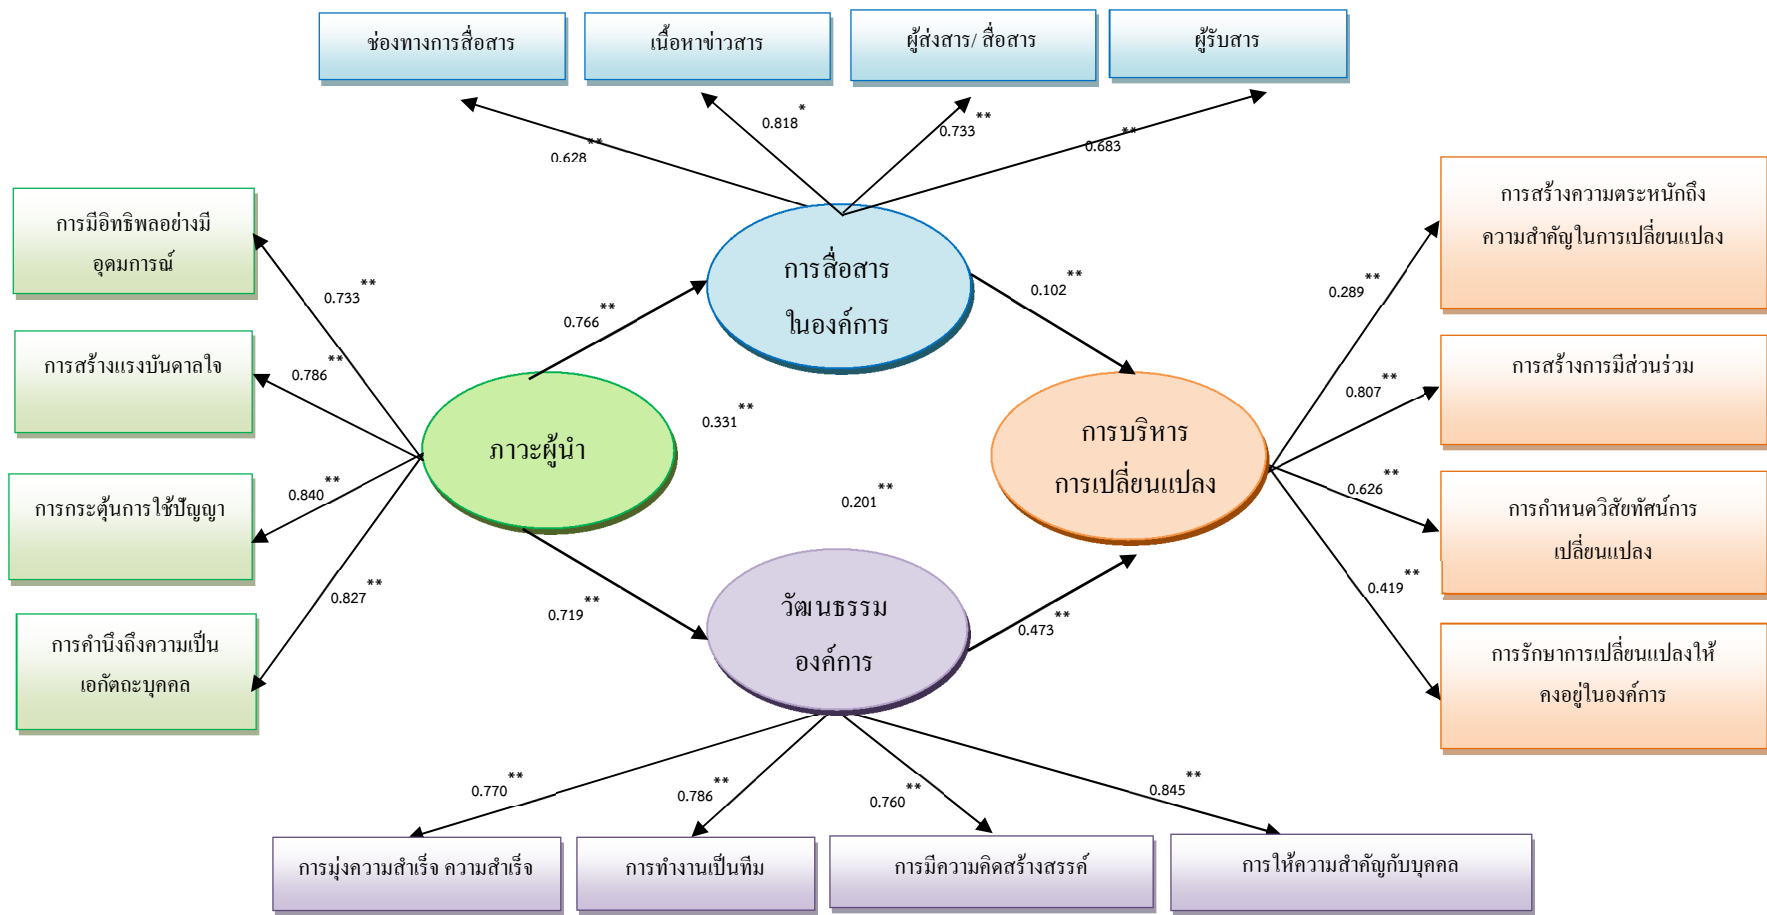 ช่องทางการสื่อสาร
เนื้อหาข่าวสาร
ผู้ส่งสาร/ สื่อสาร
ผู้รับสาร
0.628**
0.818*
0.733**
0.683**
การมีอิทธิพลอย่างมี
อุดมการณ์
การสร้างแรงบันดาลใจ
การกระตุ้นการใช้ปัญญา
การคำนึงถึงความเป็น
เอกัตถะบุคคล
0.733**
0.786**
0.840**
0.827**
ภาวะผู้นำ
0.766**
0.719**
การสื่อสาร
ในองค์การ
0.331**
0.201**
วัฒนธรรม
องค์การ
0.102**
0.473**
การบริหาร
การเปลี่ยนแปลง
0.289**
0.807**
0.626**
0.419**
การสร้างความตระหนักถึง
ความสำคัญในการเปลี่ยนแปลง
การสร้างการมีส่วนร่วม
การกำหนดวิสัยทัศน์การ
เปลี่ยนแปลง
การรักษาการเปลี่ยนแปลงให้
คงอยู่ในองค์การ
0.770**
0.786**
0.760**
0.845**
การมุ่งความสำเร็จ ความสำเร็จ
การทำงานเป็นทีม
การมีความคิดสร้างสรรค์
การให้ความสำคัญกับบุคคล